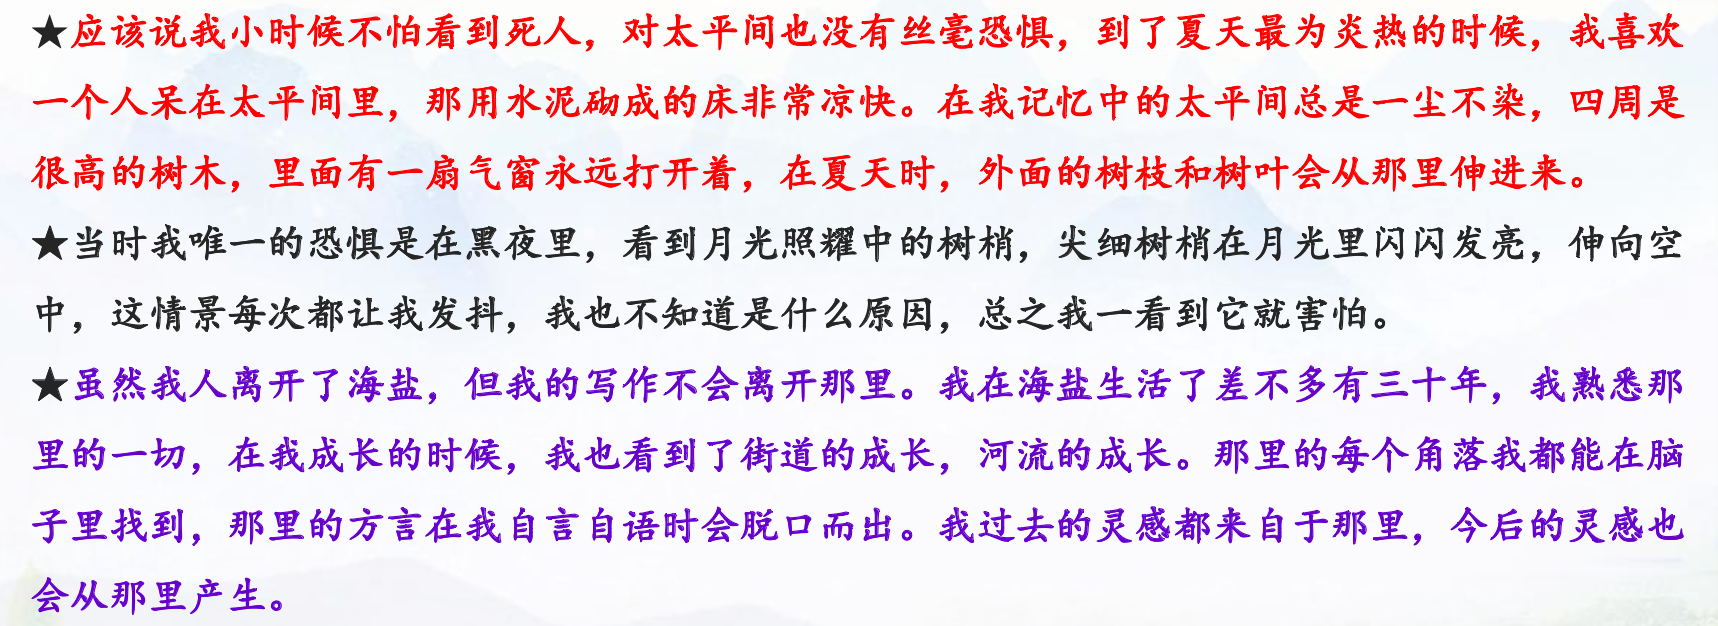 ★应该说我小时候不怕看到死人，对太平间也没有丝毫恐惧，到了夏天最为炎热的时候，我喜欢
一个人呆在太平间里，那用水泥砌成的床非常凉快。在我记忆中的太平间总是一尘不染，四周是
很高的树木，里面有一扇气窗永远打开着，在夏天时，外面的树枝和树叶会从那里伸进来。
★当时我唯一的恐惧是在黑夜里，看到月光照耀中的树梢，尖细树梢在月光里闪闪发亮，伸向空
中，这情景每次都让我发抖，我也不知道是什么原因，总之我一看到它就害怕。
★虽然我人离开了海盐，但我的写作不会离开那里。我在海盐生活了差不多有三十年，我熟悉那
里的一切，在我成长的时候，我也看到了街道的成长，河流的成长。那里的每个角落我都能在脑
子里找到，那里的方言在我自言自语时会脱口而出。我过去的灵感都来自于那里，今后的灵感也
会从那里产生。